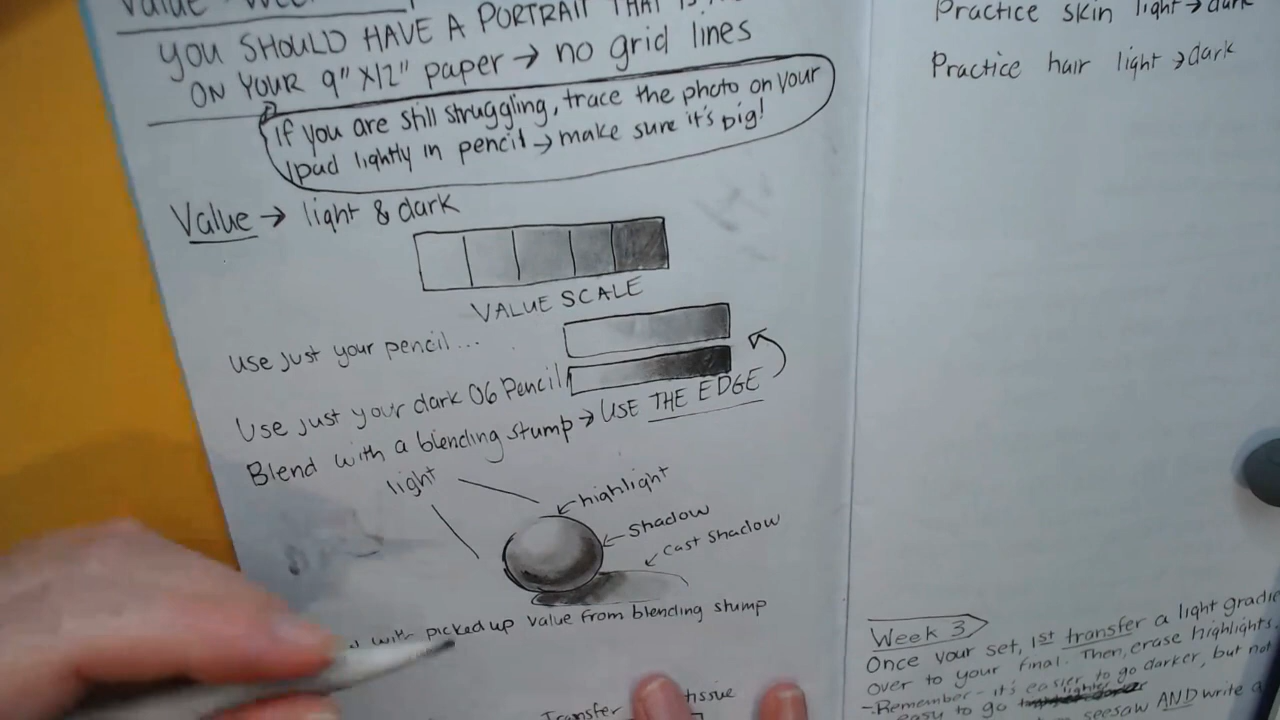 Value
YOU SHOULD HAVE A PORTRAIT THAT IS
ON YOUR 9" X12" paper → no grid lines
If you are still struggling, trace the photo on your
ipad lightly in pencil → make sure it's big!
Value → light & dark
VALUE SCALE
Use just your pencil...
Use just your dark 06 Pencil
Blend with a blending stump → USE THE EDGE
light
highlight
shadow
cast shadow
with picked up value from blending stump
Transfer
tissue
Practice skin light → dark
Practice hair light → dark
Week 3
Once your set, 1st transfer a light
over to your final. Then, erase highlights.
-Remember - it's easier to go darker, but not
easy to go
seesaw AND write a